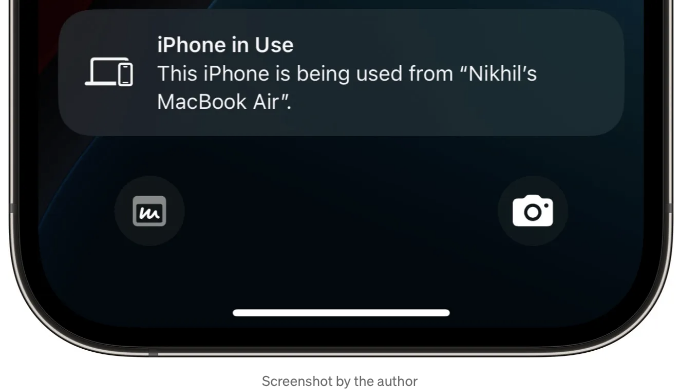 iPhone in Use
This iPhone is being used from “Nikhil’s
MacBook Air”.
Screenshot by the author